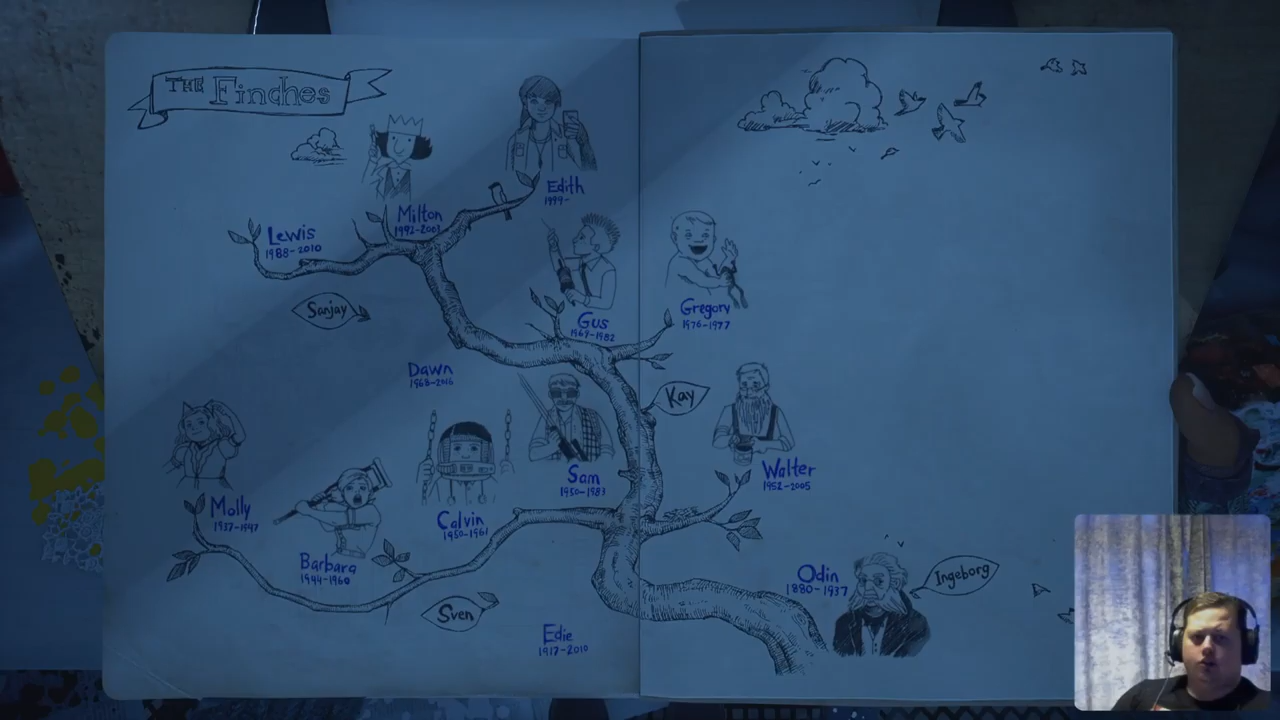 THE Finches
Edith
1999-
Milton
1992-2003
Lewis
1988-2010
Sanjay
Gus
1969-1982
Gregory
1976-1977
Dawn
1968-2016
Kay
Sam
1950-1983
Walter
1952-2005
Molly
1937-1947
Calvin
1950-1961
Barbara
1944-1960
Odin
1880-1937
Ingeborg
Sven
Edie
1917-2010